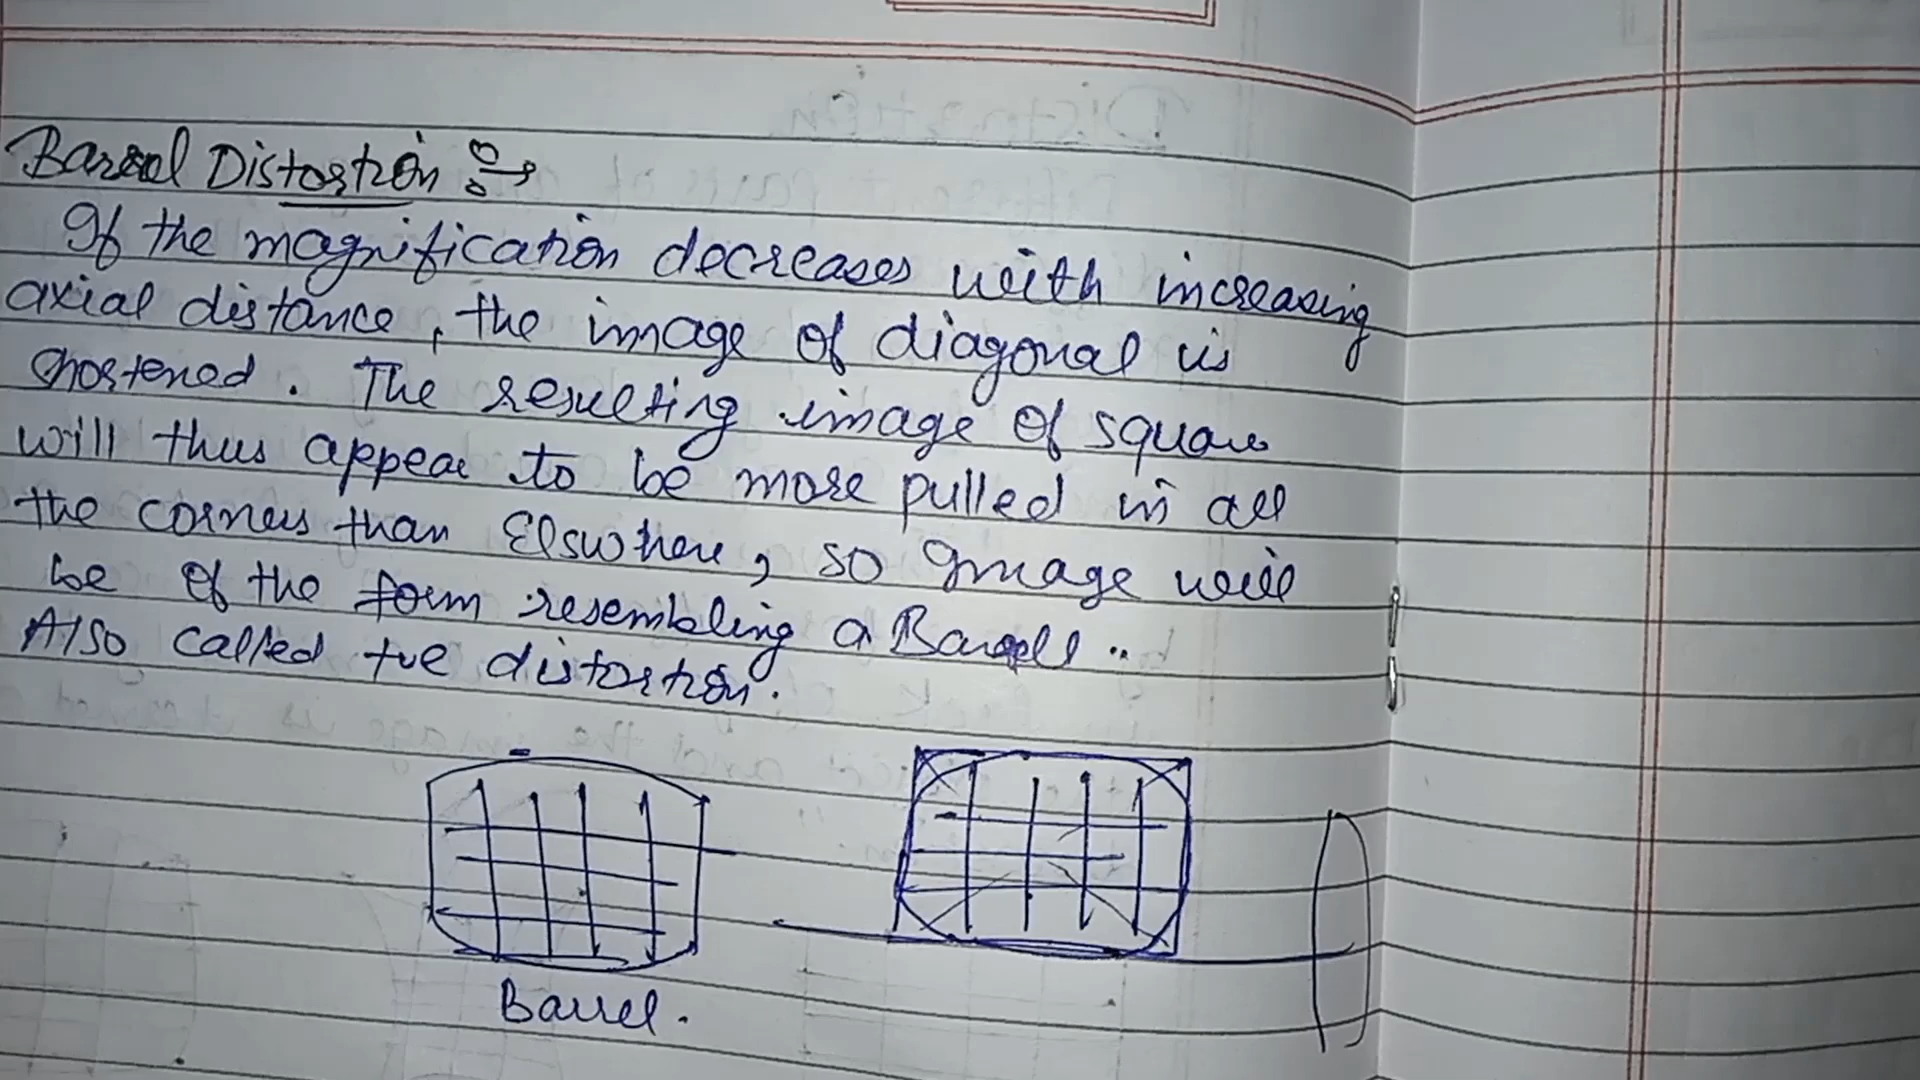 Barrel Distortion :→
If the magnification decreases with increasing
axial distance, the image of diagonal is
shortened. The resulting image of square
will thus appear to be more pulled in all
the corners than Elsewhere, so Image will
be of the form resembling a Barrell ..
Also called +ve distortion.
Barrel.